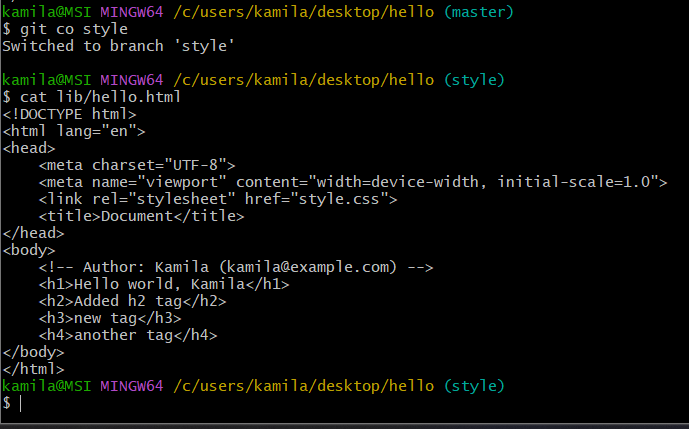 kamila@MSI MINGW64 /c/users/kamila/desktop/hello (master)
$ git co style
Switched to branch 'style'

kamila@MSI MINGW64 /c/users/kamila/desktop/hello (style)
$ cat lib/hello.html
<!DOCTYPE html>
<html lang="en">
<head>
    <meta charset="UTF-8">
    <meta name="viewport" content="width=device-width, initial-scale=1.0">
    <link rel="stylesheet" href="style.css">
    <title>Document</title>
</head>
<body>
    <!-- Author: Kamila (kamila@example.com) -->
    <h1>Hello world, Kamila</h1>
    <h2>Added h2 tag</h2>
    <h3>new tag</h3>
    <h4>another tag</h4>
</body>
</html>
kamila@MSI MINGW64 /c/users/kamila/desktop/hello (style)
$